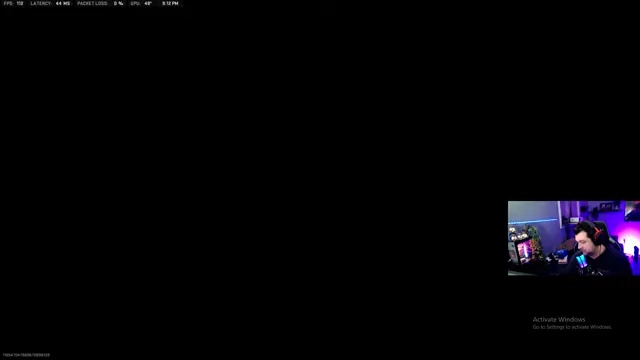 FPS: 110 LATENCY: 44 MS PACKET LOSS: 0 % GPU: 48° 9:12 PM
Activate Windows
Go to Settings to activate Windows.